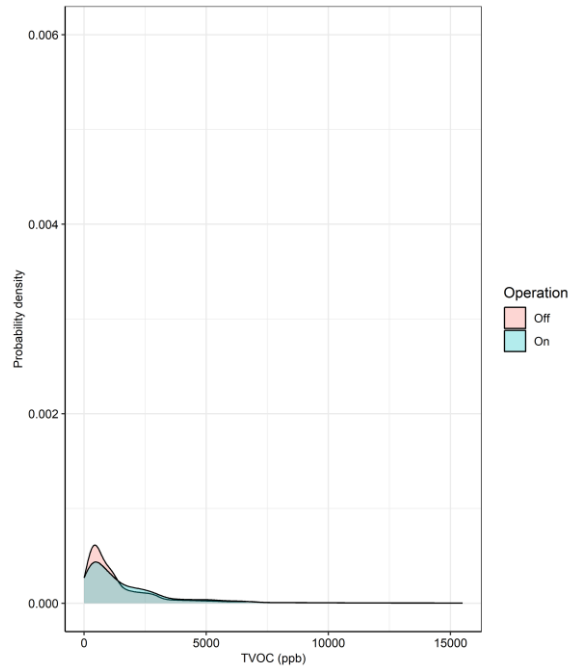 0.006
0.004
0.002
0.000
Probability density
0 5000 10000 15000
TVOC (ppb)
Operation
Off
On